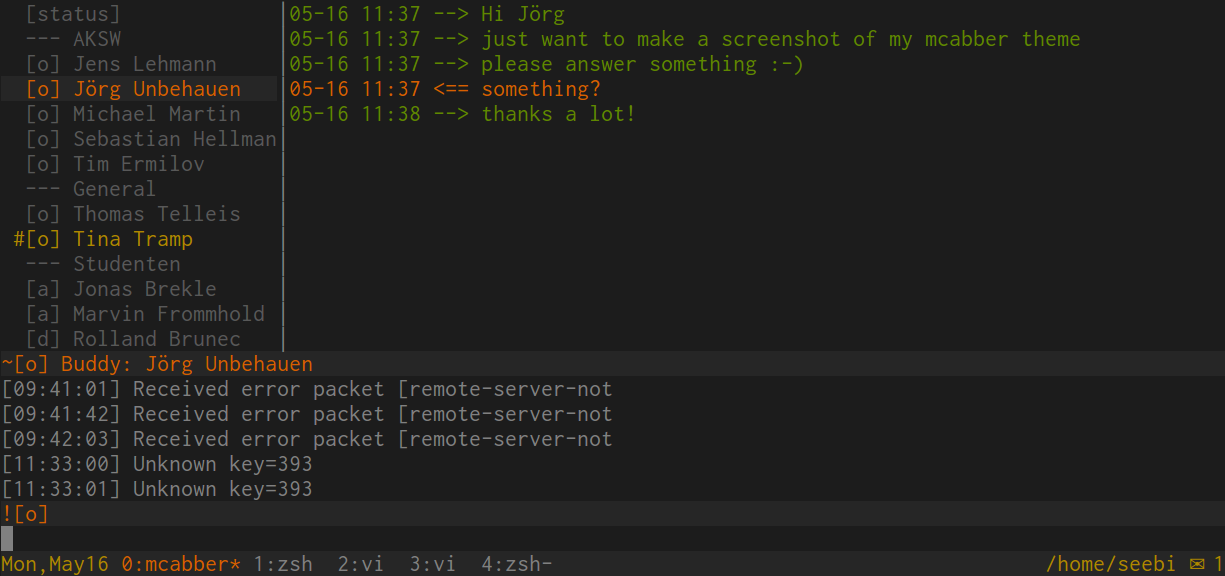 [status] │05-16 11:37 --> Hi Jörg
--- AKSW │05-16 11:37 --> just want to make a screenshot of my mcabber theme
[o] Jens Lehmann │05-16 11:37 --> please answer something :-)
[o] Jörg Unbehauen │05-16 11:37 <== something?
[o] Michael Martin │05-16 11:38 --> thanks a lot!
[o] Sebastian Hellman│
[o] Tim Ermilov │
--- General │
[o] Thomas Telleis │
#[o] Tina Tramp │
--- Studenten │
[a] Jonas Brekle │
[a] Marvin Frommhold │
[d] Rolland Brunec │
~[o] Buddy: Jörg Unbehauen
[09:41:01] Received error packet [remote-server-not
[09:41:42] Received error packet [remote-server-not
[09:42:03] Received error packet [remote-server-not
[11:33:00] Unknown key=393
[11:33:01] Unknown key=393
![o]
Mon,May16 0:mcabber* 1:zsh 2:vi 3:vi 4:zsh- /home/seebi ✉ 1